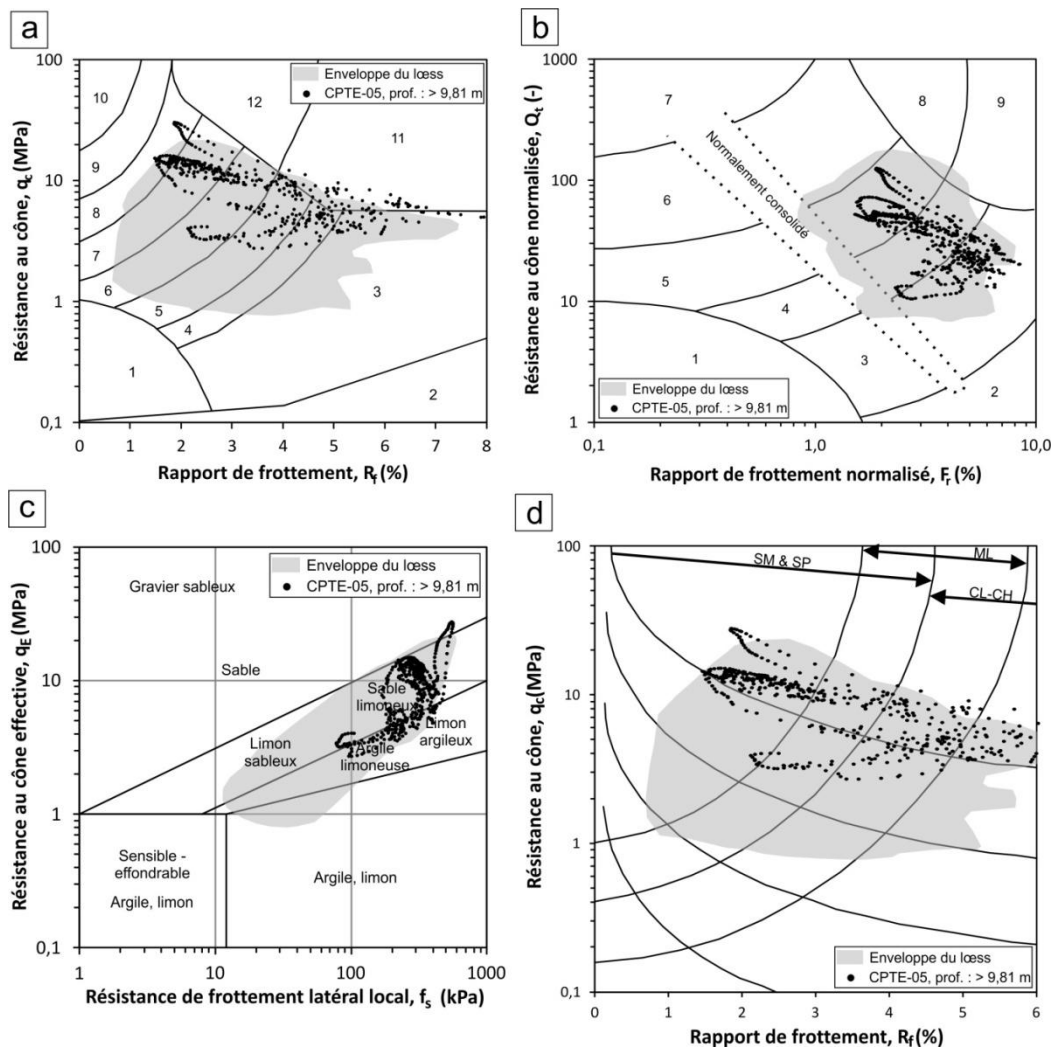 a
100
10
1
0,1
Résistance au cône, q_c (MPa)
0 1 2 3 4 5 6 7 8
Rapport de frottement, R_f (%)
Enveloppe du lœss
CPTE-05, prof. : > 9,81 m
10
12
11
9
8
7
6
5
4
3
1
2
b
1000
100
10
1
Résistance au cône normalisée, Q_t (-)
0,1 1,0 10,0
Rapport de frottement normalisé, F_r (%)
7
8
9
Normalement consolidé
6
5
4
1
3
2
Enveloppe du lœss
CPTE-05, prof. : > 9,81 m
c
100
10
1
0,1
Résistance au cône effective, q_E (MPa)
1 10 100 1000
Résistance de frottement latéral local, f_s (kPa)
Enveloppe du lœss
CPTE-05, prof. : > 9,81 m
Gravier sableux
Sable
Sable
limoneux
Limon
sableux
Limon
argileux
Argile
limoneuse
Sensible -
effondrable
Argile, limon
Argile, limon
d
100
10
1
0,1
Résistance au cône, q_c(MPa)
0 1 2 3 4 5 6
Rapport de frottement, R_f (%)
SM & SP
ML
CL-CH
Enveloppe du lœss
CPTE-05, prof. : > 9,81 m